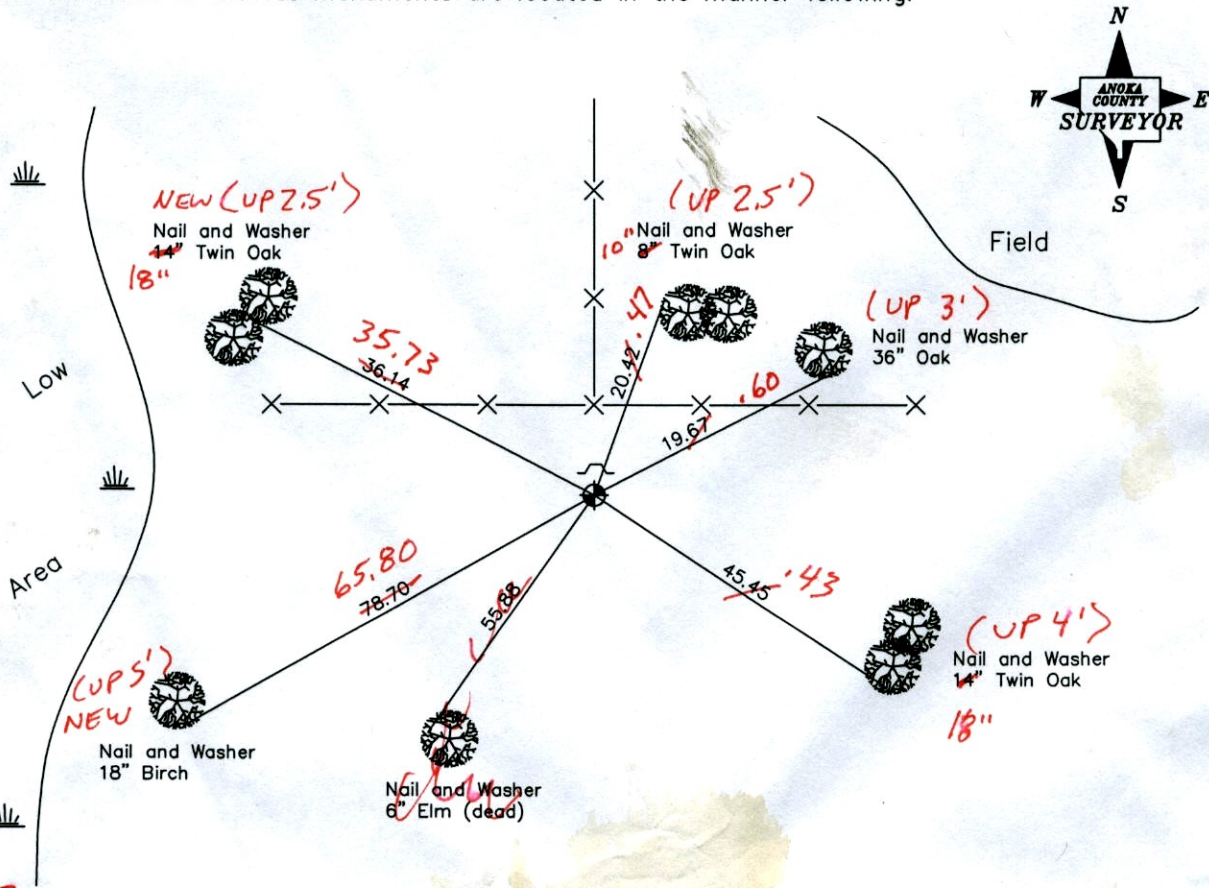 N
W ANOKA COUNTY E
SURVEYOR
S
NEW (UP 2.5')
Nail and Washer
14" Twin Oak
18"
(UP 2.5')
Nail and Washer
10" 8" Twin Oak
Field
(UP 3')
Nail and Washer
36" Oak
35.73
36.14
20.42 .47
19.67 .60
Low
Area
65.80
78.70
55.88
45.45 .43
(UP 4')
Nail and Washer
14" Twin Oak
18"
(UP 5')
NEW
Nail and Washer
18" Birch
Nail and Washer
6" Elm (dead)